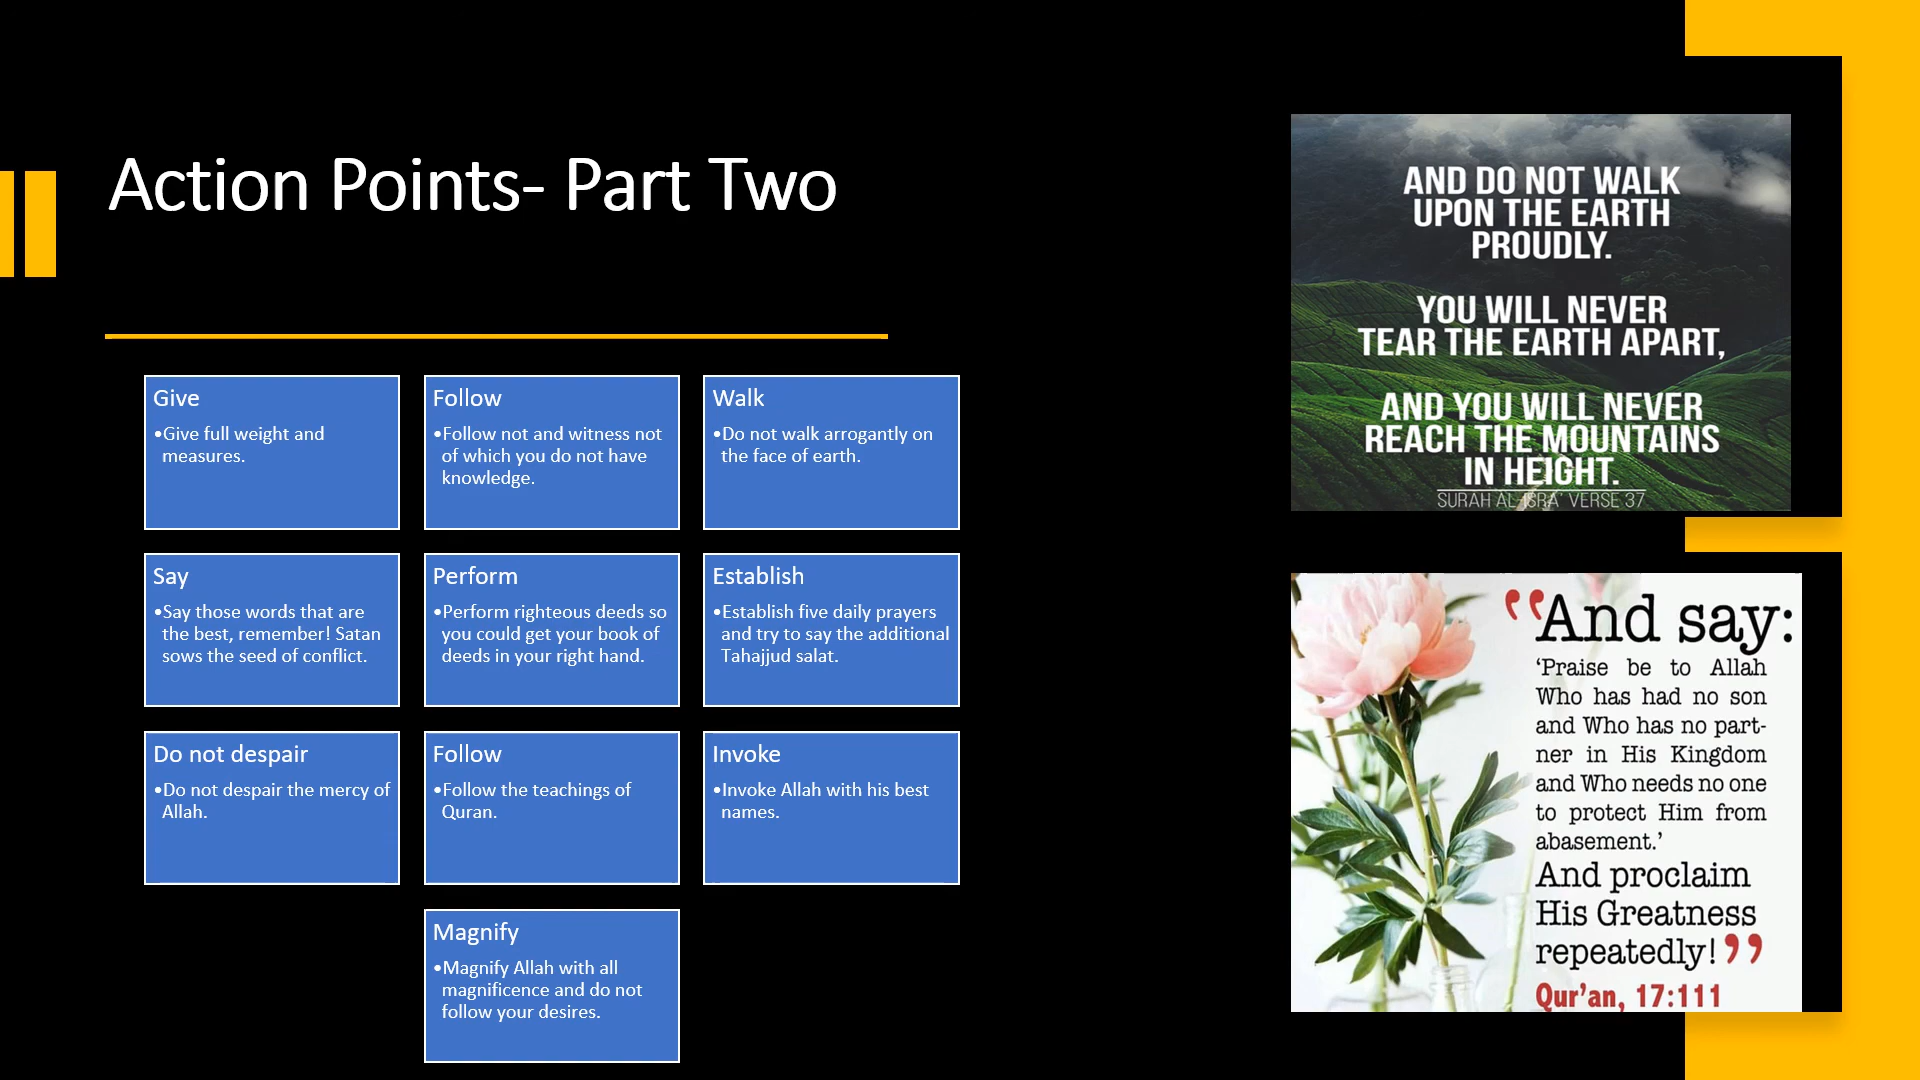 Action Points- Part Two
Give
•Give full weight and
measures.
Follow
•Follow not and witness not
of which you do not have
knowledge.
Walk
•Do not walk arrogantly on
the face of earth.
Say
•Say those words that are
the best, remember! Satan
sows the seed of conflict.
Perform
•Perform righteous deeds so
you could get your book of
deeds in your right hand.
Establish
•Establish five daily prayers
and try to say the additional
Tahajjud salat.
Do not despair
•Do not despair the mercy of
Allah.
Follow
•Follow the teachings of
Quran.
Invoke
•Invoke Allah with his best
names.
Magnify
•Magnify Allah with all
magnificence and do not
follow your desires.
AND DO NOT WALK
UPON THE EARTH
PROUDLY.
YOU WILL NEVER
TEAR THE EARTH APART,
AND YOU WILL NEVER
REACH THE MOUNTAINS
IN HEIGHT.
SURAH AL-ISRA' VERSE 37
“And say:
‘Praise be to Allah
Who has had no son
and Who has no part-
ner in His Kingdom
and Who needs no one
to protect Him from
abasement.’
And proclaim
His Greatness
repeatedly!”
Qur’an, 17:111